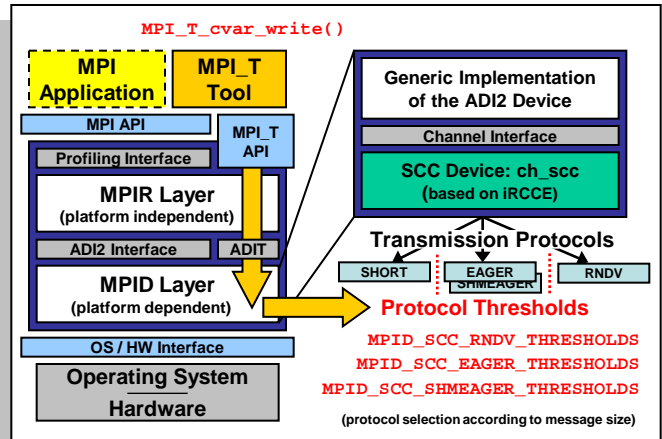 MPI_T_cvar_write()
MPI
Application
MPI_T
Tool
MPI API
MPI_T
API
Profiling Interface
MPIR Layer
(platform independent)
ADI2 Interface
ADIT
MPID Layer
(platform dependent)
OS / HW Interface
Operating System
Hardware
Generic Implementation
of the ADI2 Device
Channel Interface
SCC Device: ch_scc
(based on iRCCE)
Transmission Protocols
SHORT
EAGER
SHMEAGER
RNDV
Protocol Thresholds
MPID_SCC_RNDV_THRESHOLDS
MPID_SCC_EAGER_THRESHOLDS
MPID_SCC_SHMEAGER_THRESHOLDS
(protocol selection according to message size)